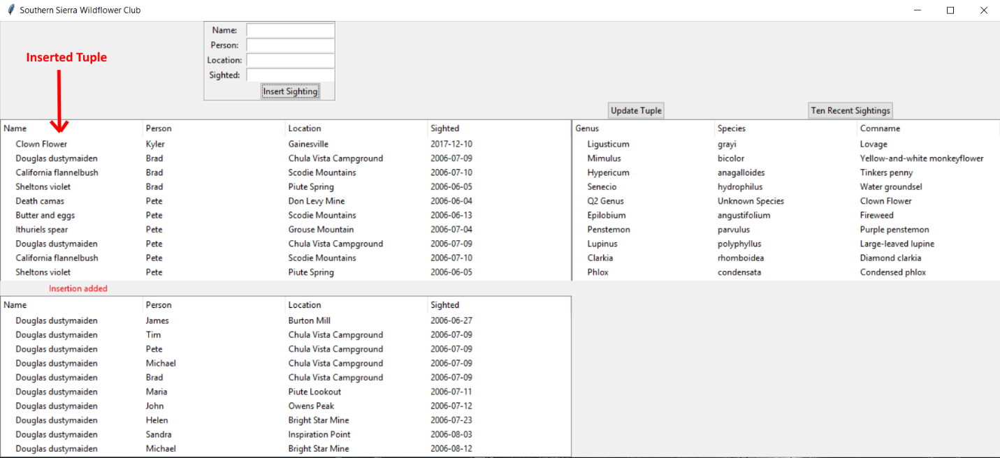 Southern Sierra Wildflower Club
Name:
Person:
Location:
Sighted:
Insert Sighting
Inserted Tuple
Update Tuple
Ten Recent Sightings
Name Person Location Sighted
Clown Flower Kyler Gainesville 2017-12-10
Douglas dustymaiden Brad Chula Vista Campground 2006-07-09
California flannelbush Brad Scodie Mountains 2006-07-10
Sheltons violet Brad Piute Spring 2006-06-05
Death camas Pete Don Levy Mine 2006-06-04
Butter and eggs Pete Scodie Mountains 2006-06-13
Ithuriels spear Pete Grouse Mountain 2006-07-04
Douglas dustymaiden Pete Chula Vista Campground 2006-07-09
California flannelbush Pete Scodie Mountains 2006-07-10
Sheltons violet Pete Piute Spring 2006-06-05
Genus Species Comname
Ligusticum grayi Lovage
Mimulus bicolor Yellow-and-white monkeyflower
Hypericum anagalloides Tinkers penny
Senecio hydrophilus Water groundsel
Q2 Genus Unknown Species Clown Flower
Epilobium angustifolium Fireweed
Penstemon parvulus Purple penstemon
Lupinus polyphyllus Large-leaved lupine
Clarkia rhomboidea Diamond clarkia
Phlox condensata Condensed phlox
Insertion added
Name Person Location Sighted
Douglas dustymaiden James Burton Mill 2006-06-27
Douglas dustymaiden Tim Chula Vista Campground 2006-07-09
Douglas dustymaiden Pete Chula Vista Campground 2006-07-09
Douglas dustymaiden Michael Chula Vista Campground 2006-07-09
Douglas dustymaiden Brad Chula Vista Campground 2006-07-09
Douglas dustymaiden Maria Piute Lookout 2006-07-11
Douglas dustymaiden John Owens Peak 2006-07-12
Douglas dustymaiden Helen Bright Star Mine 2006-07-23
Douglas dustymaiden Sandra Inspiration Point 2006-08-03
Douglas dustymaiden Michael Bright Star Mine 2006-08-12